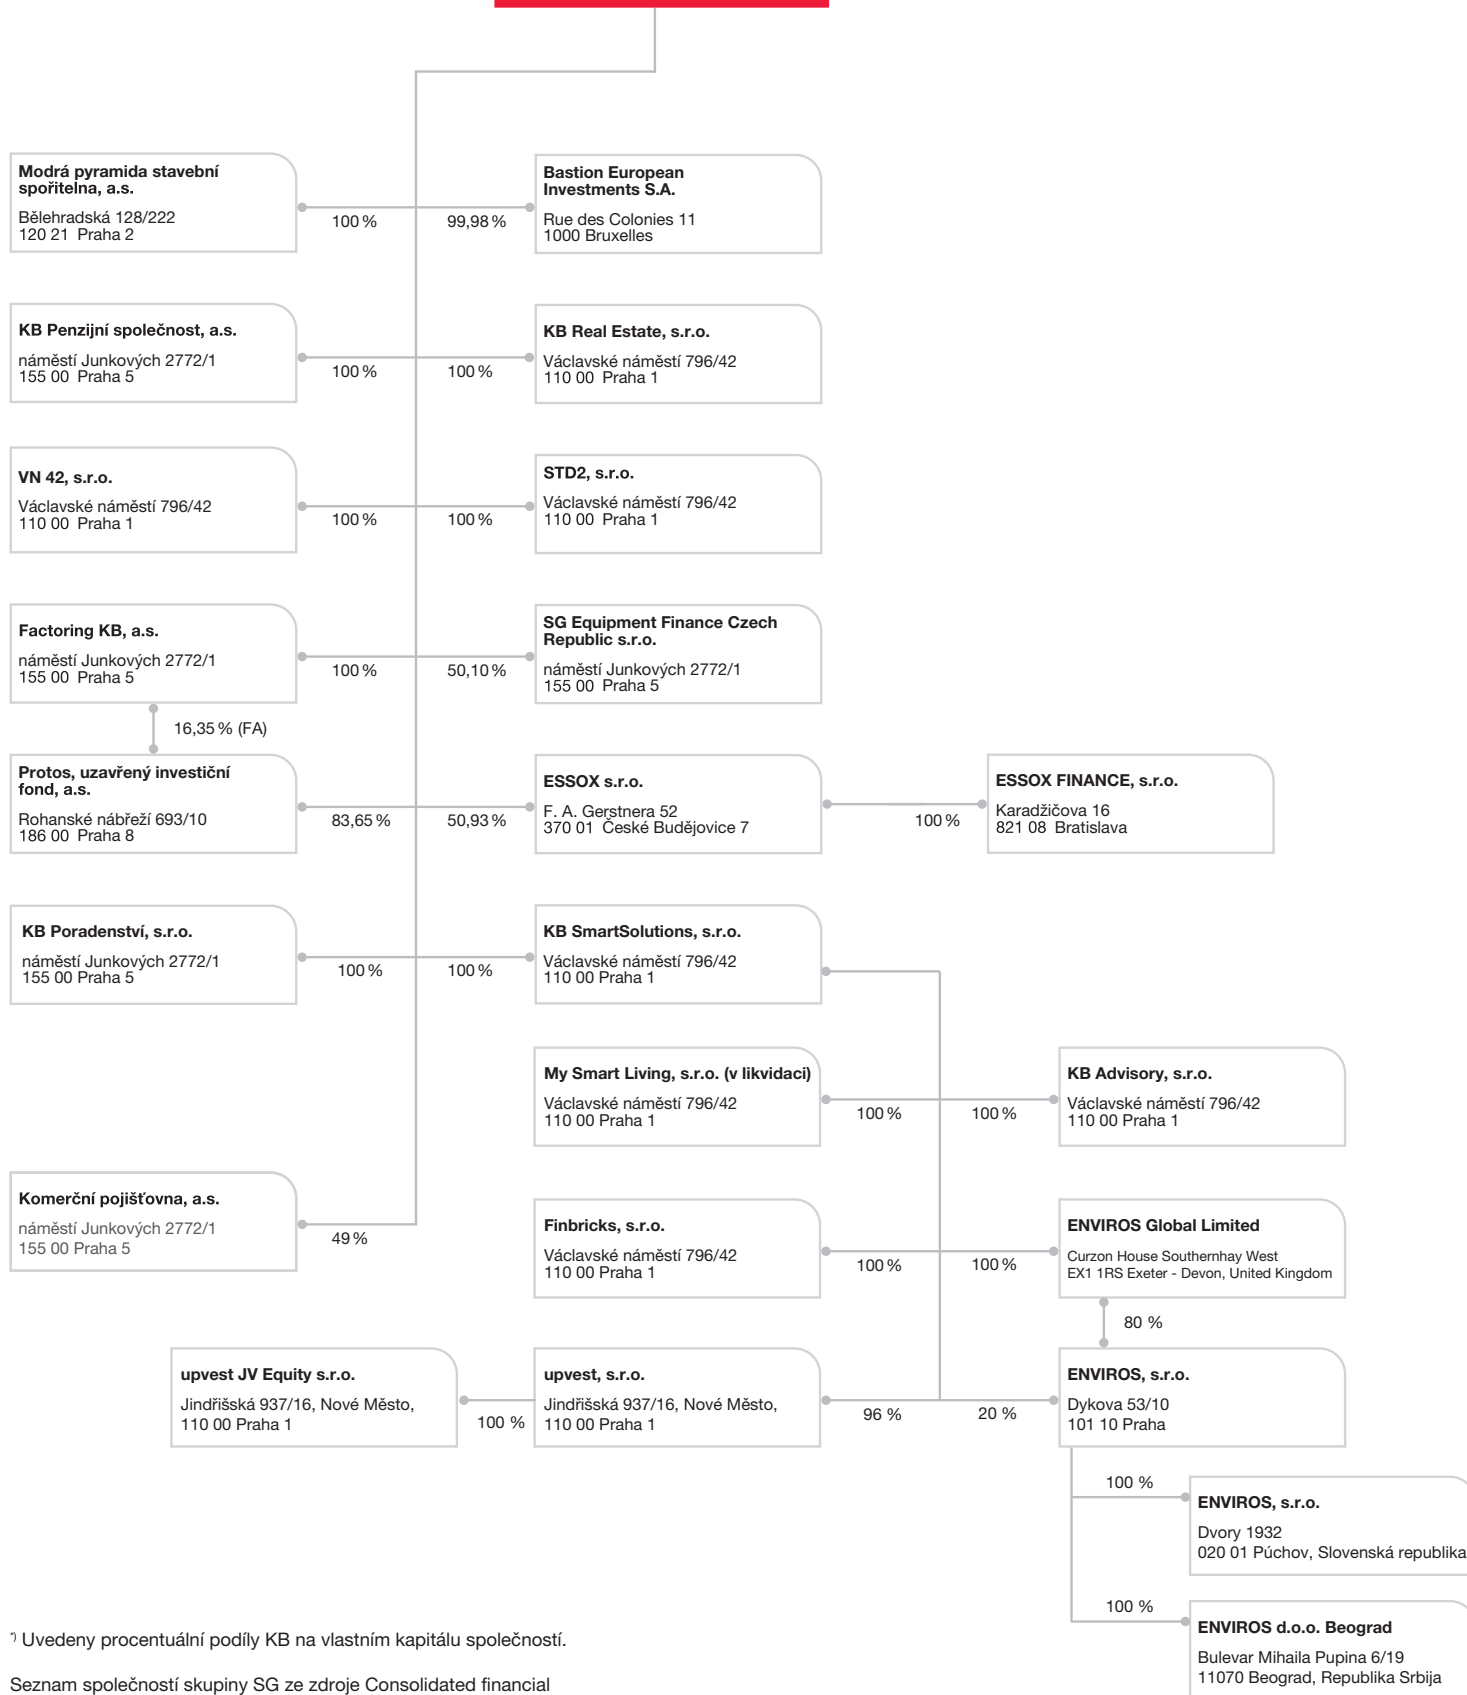 Modrá pyramida stavební
spořitelna, a.s.
Bělehradská 128/222
120 21 Praha 2
100 %
99,98 %
Bastion European
Investments S.A.
Rue des Colonies 11
1000 Bruxelles
KB Penzijní společnost, a.s.
náměstí Junkových 2772/1
155 00 Praha 5
100 %
100 %
KB Real Estate, s.r.o.
Václavské náměstí 796/42
110 00 Praha 1
VN 42, s.r.o.
Václavské náměstí 796/42
110 00 Praha 1
100 %
100 %
STD2, s.r.o.
Václavské náměstí 796/42
110 00 Praha 1
Factoring KB, a.s.
náměstí Junkových 2772/1
155 00 Praha 5
100 %
50,10 %
SG Equipment Finance Czech
Republic s.r.o.
náměstí Junkových 2772/1
155 00 Praha 5
16,35 % (FA)
Protos, uzavřený investiční
fond, a.s.
Rohanské nábřeží 693/10
186 00 Praha 8
83,65 %
50,93 %
ESSOX s.r.o.
F. A. Gerstnera 52
370 01 České Budějovice 7
100 %
ESSOX FINANCE, s.r.o.
Karadžičova 16
821 08 Bratislava
KB Poradenství, s.r.o.
náměstí Junkových 2772/1
155 00 Praha 5
100 %
100 %
KB SmartSolutions, s.r.o.
Václavské náměstí 796/42
110 00 Praha 1
My Smart Living, s.r.o. (v likvidaci)
Václavské náměstí 796/42
110 00 Praha 1
100 %
100 %
KB Advisory, s.r.o.
Václavské náměstí 796/42
110 00 Praha 1
Komerční pojišťovna, a.s.
náměstí Junkových 2772/1
155 00 Praha 5
49 %
Finbricks, s.r.o.
Václavské náměstí 796/42
110 00 Praha 1
100 %
100 %
ENVIROS Global Limited
Curzon House Southernhay West
EX1 1RS Exeter - Devon, United Kingdom
80 %
upvest JV Equity s.r.o.
Jindřišská 937/16, Nové Město,
110 00 Praha 1
100 %
upvest, s.r.o.
Jindřišská 937/16, Nové Město,
110 00 Praha 1
96 %
20 %
ENVIROS, s.r.o.
Dykova 53/10
101 10 Praha
100 %
ENVIROS, s.r.o.
Dvory 1932
020 01 Púchov, Slovenská republika
100 %
ENVIROS d.o.o. Beograd
Bulevar Mihaila Pupina 6/19
11070 Beograd, Republika Srbija
*) Uvedeny procentuální podíly KB na vlastním kapitálu společností.
Seznam společností skupiny SG ze zdroje Consolidated financial